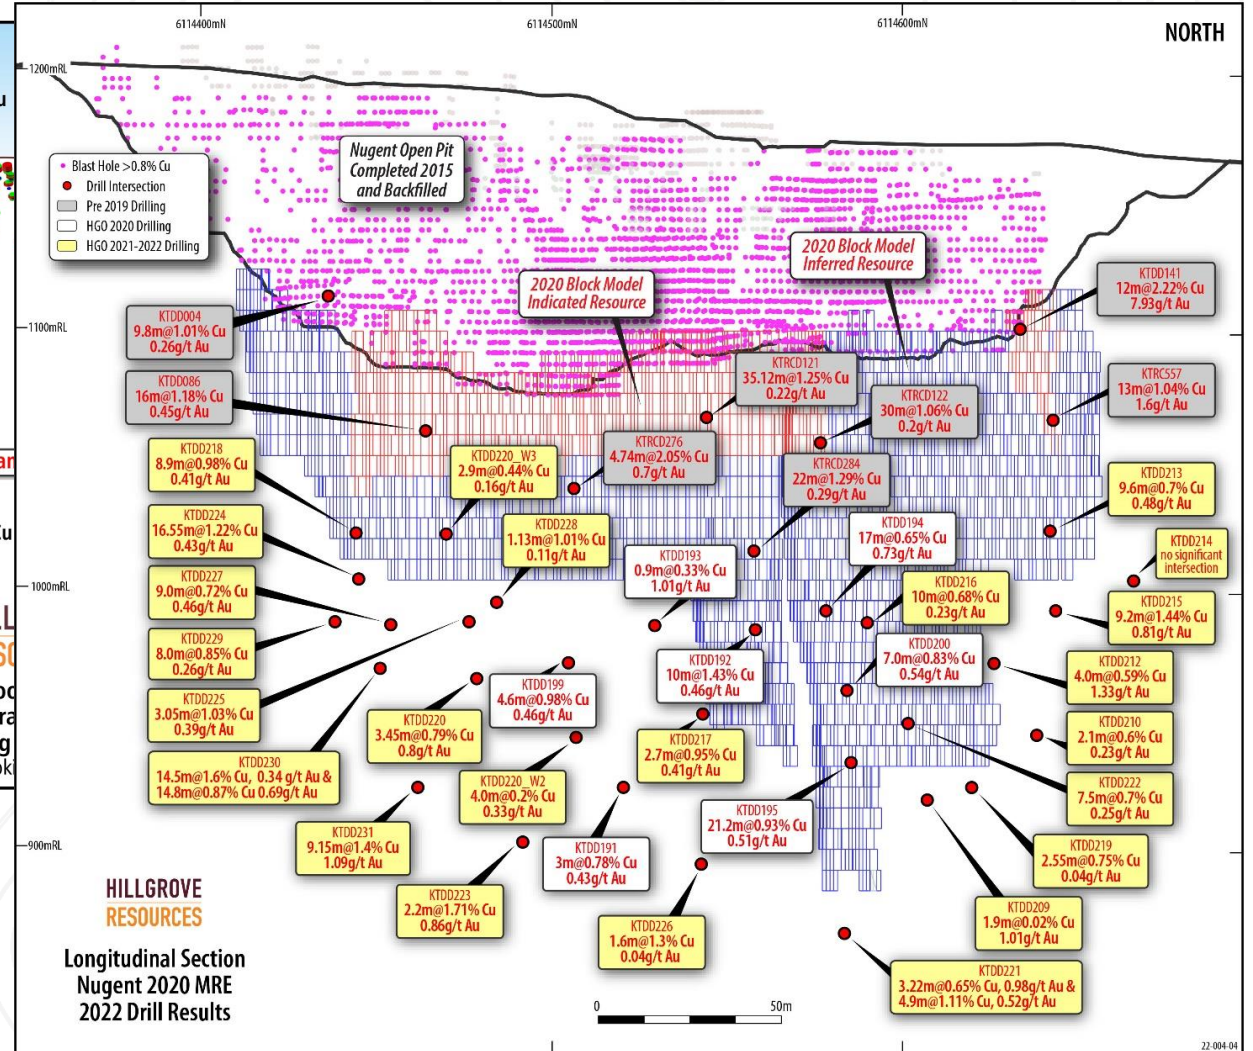 6114400mN
6114500mN
6114600mN
NORTH
1200mRL
1100mRL
1000mRL
900mRL
Blast Hole >0.8% Cu
Drill Intersection
Pre 2019 Drilling
HGO 2020 Drilling
HGO 2021-2022 Drilling
Nugent Open Pit
Completed 2015
and Backfilled
2020 Block Model
Indicated Resource
2020 Block Model
Inferred Resource
KTDD141
12m@2.22% Cu
7.93g/t Au
KTDD004
9.8m@1.01% Cu
0.26g/t Au
KTDD086
16m@1.18% Cu
0.45g/t Au
KTRCD121
35.12m@1.25% Cu
0.22g/t Au
KTRCD122
30m@1.06% Cu
0.2g/t Au
KTRC557
13m@1.04% Cu
1.6g/t Au
KTDD218
8.9m@0.98% Cu
0.41g/t Au
KTDD220_W3
2.9m@0.44% Cu
0.16g/t Au
KTRCD276
4.74m@2.05% Cu
0.7g/t Au
KTRCD284
22m@1.29% Cu
0.29g/t Au
KTDD213
9.6m@0.7% Cu
0.48g/t Au
KTDD224
16.55m@1.22% Cu
0.43g/t Au
KTDD228
1.13m@1.01% Cu
0.11g/t Au
KTDD193
0.9m@0.33% Cu
1.01g/t Au
KTDD194
17m@0.65% Cu
0.73g/t Au
KTDD214
no significant
intersection
KTDD227
9.0m@0.72% Cu
0.46g/t Au
KTDD216
10m@0.68% Cu
0.23g/t Au
KTDD215
9.2m@1.44% Cu
0.81g/t Au
KTDD229
8.0m@0.85% Cu
0.26g/t Au
KTDD192
10m@1.43% Cu
0.46g/t Au
KTDD200
7.0m@0.83% Cu
0.54g/t Au
KTDD212
4.0m@0.59% Cu
1.33g/t Au
KTDD225
3.05m@1.03% Cu
0.39g/t Au
KTDD199
4.6m@0.98% Cu
0.46g/t Au
KTDD220
3.45m@0.79% Cu
0.8g/t Au
KTDD217
2.7m@0.95% Cu
0.41g/t Au
KTDD210
2.1m@0.6% Cu
0.23g/t Au
KTDD230
14.5m@1.6% Cu, 0.34 g/t Au &
14.8m@0.87% Cu 0.69g/t Au
KTDD220_W2
4.0m@0.2% Cu
0.33g/t Au
KTDD222
7.5m@0.7% Cu
0.25g/t Au
KTDD231
9.15m@1.4% Cu
1.09g/t Au
KTDD191
3m@0.78% Cu
0.43g/t Au
KTDD195
21.2m@0.93% Cu
0.51g/t Au
KTDD219
2.55m@0.75% Cu
0.04g/t Au
KTDD223
2.2m@1.71% Cu
0.86g/t Au
KTDD226
1.6m@1.3% Cu
0.04g/t Au
KTDD209
1.9m@0.02% Cu
1.01g/t Au
KTDD221
3.22m@0.65% Cu, 0.98g/t Au &
4.9m@1.11% Cu, 0.52g/t Au
HILLGROVE
RESOURCES
Longitudinal Section
Nugent 2020 MRE
2022 Drill Results
0
50m
22-004-04